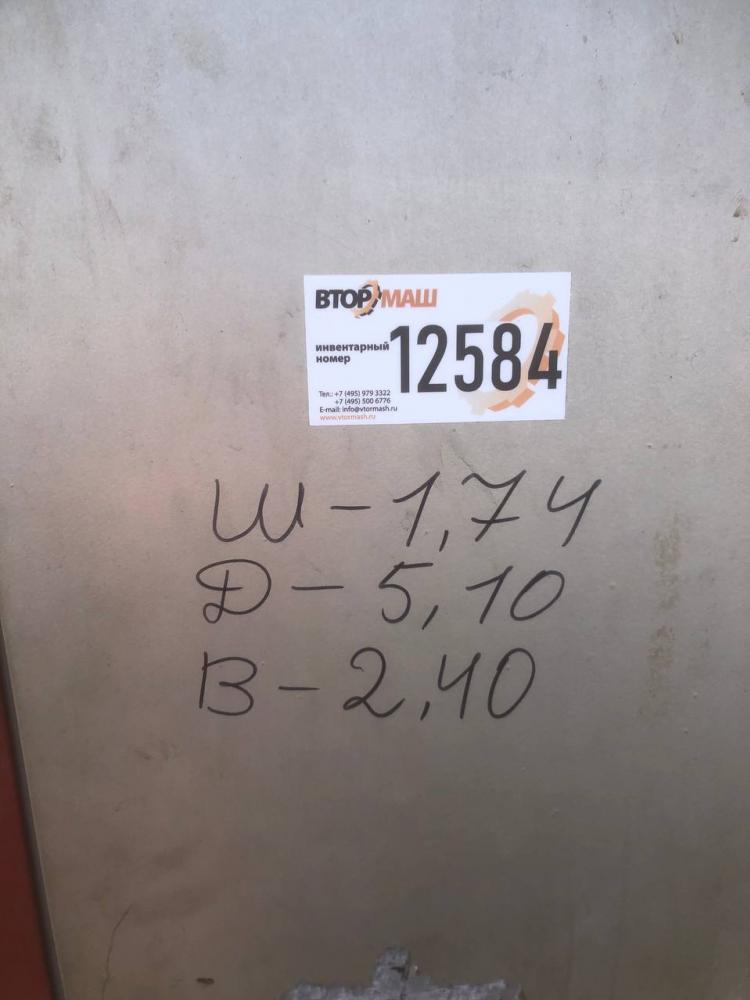 ВТОРМАШ
инвентарный
номер
12584
Тел.: +7 (495) 979 3322
+7 (495) 500 6776
E-mail: info@vtormash.ru
www.vtormash.ru
Ш - 1,74
Д - 5,10
В - 2,40